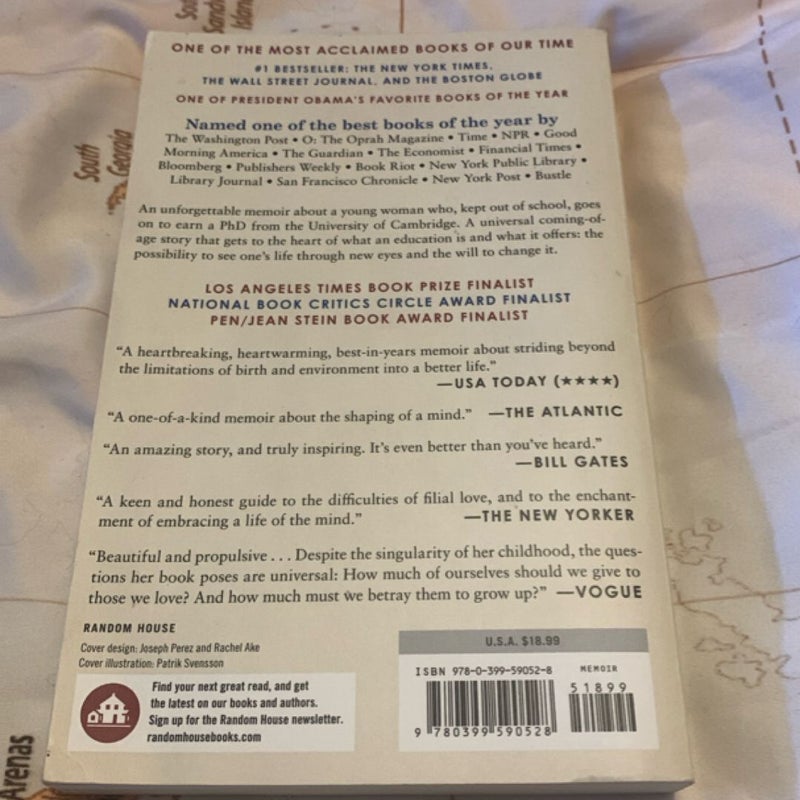 South
Sandw
Islan
South
Georgia
ONE OF THE MOST ACCLAIMED BOOKS OF OUR TIME
#1 BESTSELLER: THE NEW YORK TIMES,
THE WALL STREET JOURNAL, AND THE BOSTON GLOBE
ONE OF PRESIDENT OBAMA'S FAVORITE BOOKS OF THE YEAR
Named one of the best books of the year by
The Washington Post • O: The Oprah Magazine • Time • NPR • Good
Morning America • The Guardian • The Economist • Financial Times •
Bloomberg • Publishers Weekly • Book Riot • New York Public Library •
Library Journal • San Francisco Chronicle • New York Post • Bustle
An unforgettable memoir about a young woman who, kept out of school, goes
on to earn a PhD from the University of Cambridge. A universal coming-of-
age story that gets to the heart of what an education is and what it offers: the
possibility to see one's life through new eyes and the will to change it.
LOS ANGELES TIMES BOOK PRIZE FINALIST
NATIONAL BOOK CRITICS CIRCLE AWARD FINALIST
PEN/JEAN STEIN BOOK AWARD FINALIST
“A heartbreaking, heartwarming, best-in-years memoir about striding beyond
the limitations of birth and environment into a better life.”
—USA TODAY (★★★★)
“A one-of-a-kind memoir about the shaping of a mind.” —THE ATLANTIC
“An amazing story, and truly inspiring. It's even better than you've heard.”
—BILL GATES
“A keen and honest guide to the difficulties of filial love, and to the enchant-
ment of embracing a life of the mind.” —THE NEW YORKER
“Beautiful and propulsive . . . Despite the singularity of her childhood, the ques-
tions her book poses are universal: How much of ourselves should we give to
those we love? And how much must we betray them to grow up?” —VOGUE
RANDOM HOUSE
Cover design: Joseph Perez and Rachel Ake
Cover illustration: Patrik Svensson
Find your next great read, and get
the latest on our books and authors.
Sign up for the Random House newsletter.
randomhousebooks.com
U.S.A. $18.99
ISBN 978-0-399-59052-8 MEMOIR
51899
9 780399 590528
Arenas